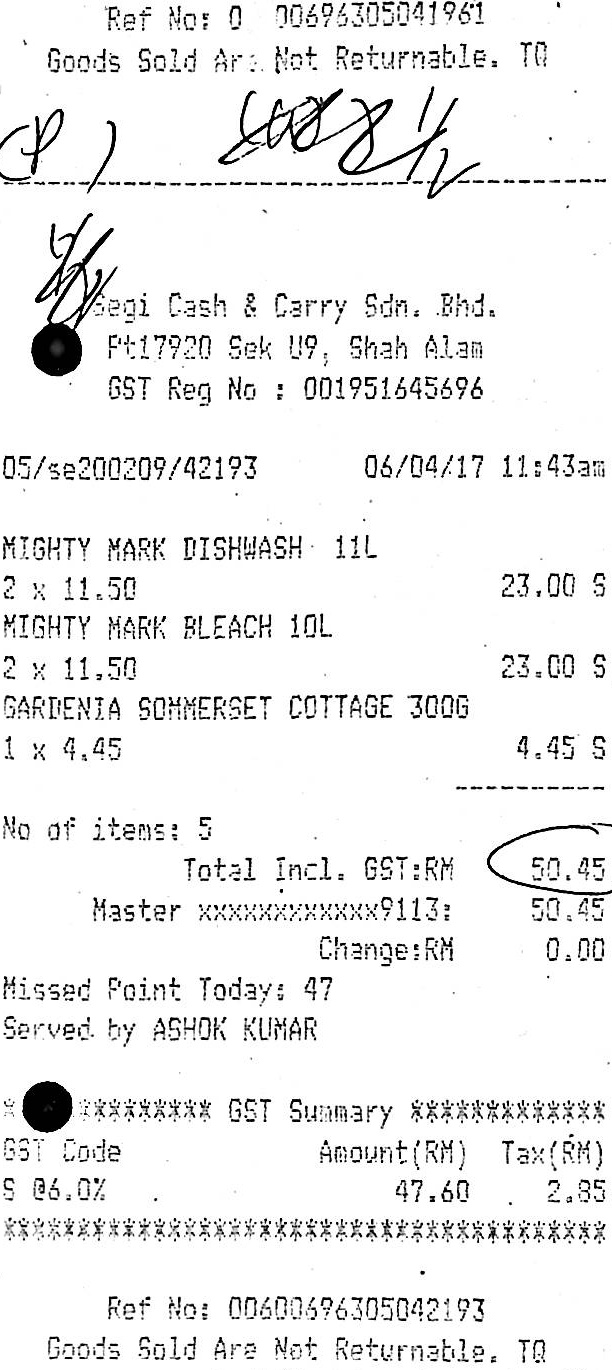 Ref No: 0 00696305041961
Goods Sold Are Not Returnable. TQ
Segi Cash & Carry Sdn. Bhd.
Pt17920 Sek U9, Shah Alam
GST Reg No : 001951645696
05/se200209/42193 06/04/17 11:43am
MIGHTY MARK DISHWASH 11L
2 x 11.50 23.00 S
MIGHTY MARK BLEACH 10L
2 x 11.50 23.00 S
GARDENIA SOMMERSET COTTAGE 300G
1 x 4.45 4.45 S
----------
No of items: 5
Total Incl. GST:RM 50.45
Master xxxxxxxxxxxx9113: 50.45
Change:RM 0.00
Missed Point Today: 47
Served by ASHOK KUMAR
GST Summary *************
GST Code Amount(RM) Tax(RM)
S @6.0% 47.60 2.85
Ref No: 00600696305042193
Goods Sold Are Not Returnable. TQ